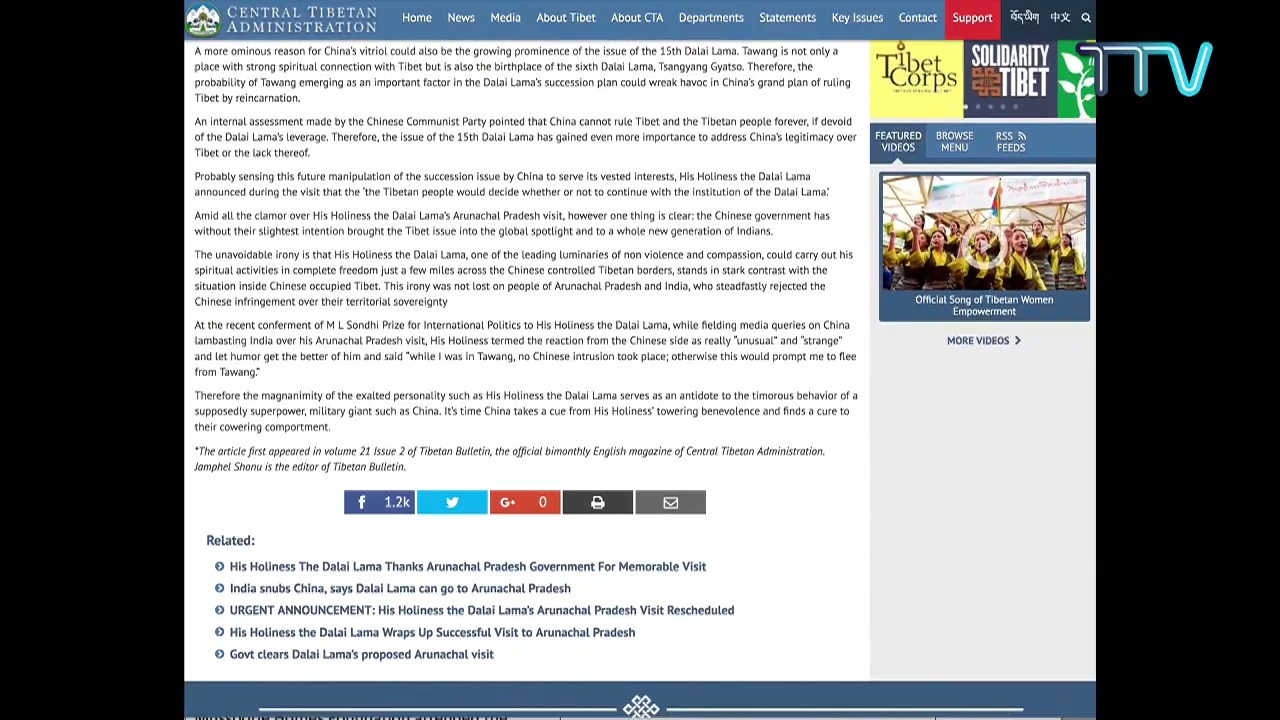 CENTRAL TIBETAN
ADMINISTRATION
Home News Media About Tibet About CTA Departments Statements Key Issues Contact Support བོད་ཡིག 中文
TTV
A more ominous reason for China's vitriol could also be the growing prominence of the issue of the 15th Dalai Lama. Tawang is not only a
place with strong spiritual connection with Tibet but is also the birthplace of the sixth Dalai Lama, Tsangyang Gyatso. Therefore, the
probability of Tawang emerging as an important factor in the Dalai Lama's succession plan could wreak havoc in China's grand plan of ruling
Tibet by reincarnation.
An internal assessment made by the Chinese Communist Party pointed that China cannot rule Tibet and the Tibetan people forever, if devoid
of the Dalai Lama's leverage. Therefore, the issue of the 15th Dalai Lama has gained even more importance to address China's legitimacy over
Tibet or the lack thereof.
Probably sensing this future manipulation of the succession issue by China to serve its vested interests, His Holiness the Dalai Lama
announced during the visit that the 'the Tibetan people would decide whether or not to continue with the institution of the Dalai Lama.'
Amid all the clamor over His Holiness the Dalai Lama's Arunachal Pradesh visit, however one thing is clear: the Chinese government has
without their slightest intention brought the Tibet issue into the global spotlight and to a whole new generation of Indians.
The unavoidable irony is that His Holiness the Dalai Lama, one of the leading luminaries of non violence and compassion, could carry out his
spiritual activities in complete freedom just a few miles across the Chinese controlled Tibetan borders, stands in stark contrast with the
situation inside Chinese occupied Tibet. This irony was not lost on people of Arunachal Pradesh and India, who steadfastly rejected the
Chinese infringement over their territorial sovereignty
At the recent conferment of M L Sondhi Prize for International Politics to His Holiness the Dalai Lama, while fielding media queries on China
lambasting India over his Arunachal Pradesh visit, His Holiness termed the reaction from the Chinese side as really "unusual" and "strange"
and let humor get the better of him and said "while I was in Tawang, no Chinese intrusion took place; otherwise this would prompt me to flee
from Tawang."
Therefore the magnanimity of the exalted personality such as His Holiness the Dalai Lama serves as an antidote to the timorous behavior of a
supposedly superpower, military giant such as China. It's time China takes a cue from His Holiness' towering benevolence and finds a cure to
their cowering comportment.
*The article first appeared in volume 21 Issue 2 of Tibetan Bulletin, the official bimonthly English magazine of Central Tibetan Administration.
Jamphel Shonu is the editor of Tibetan Bulletin.
f 1.2k G+ 0
Related:
His Holiness The Dalai Lama Thanks Arunachal Pradesh Government For Memorable Visit
India snubs China, says Dalai Lama can go to Arunachal Pradesh
URGENT ANNOUNCEMENT: His Holiness the Dalai Lama's Arunachal Pradesh Visit Rescheduled
His Holiness the Dalai Lama Wraps Up Successful Visit to Arunachal Pradesh
Govt clears Dalai Lama's proposed Arunachal visit
Tibet
Corps
SOLIDARITY
TIBET
FEATURED VIDEOS
BROWSE MENU
RSS FEEDS
Official Song of Tibetan Women
Empowerment
MORE VIDEOS